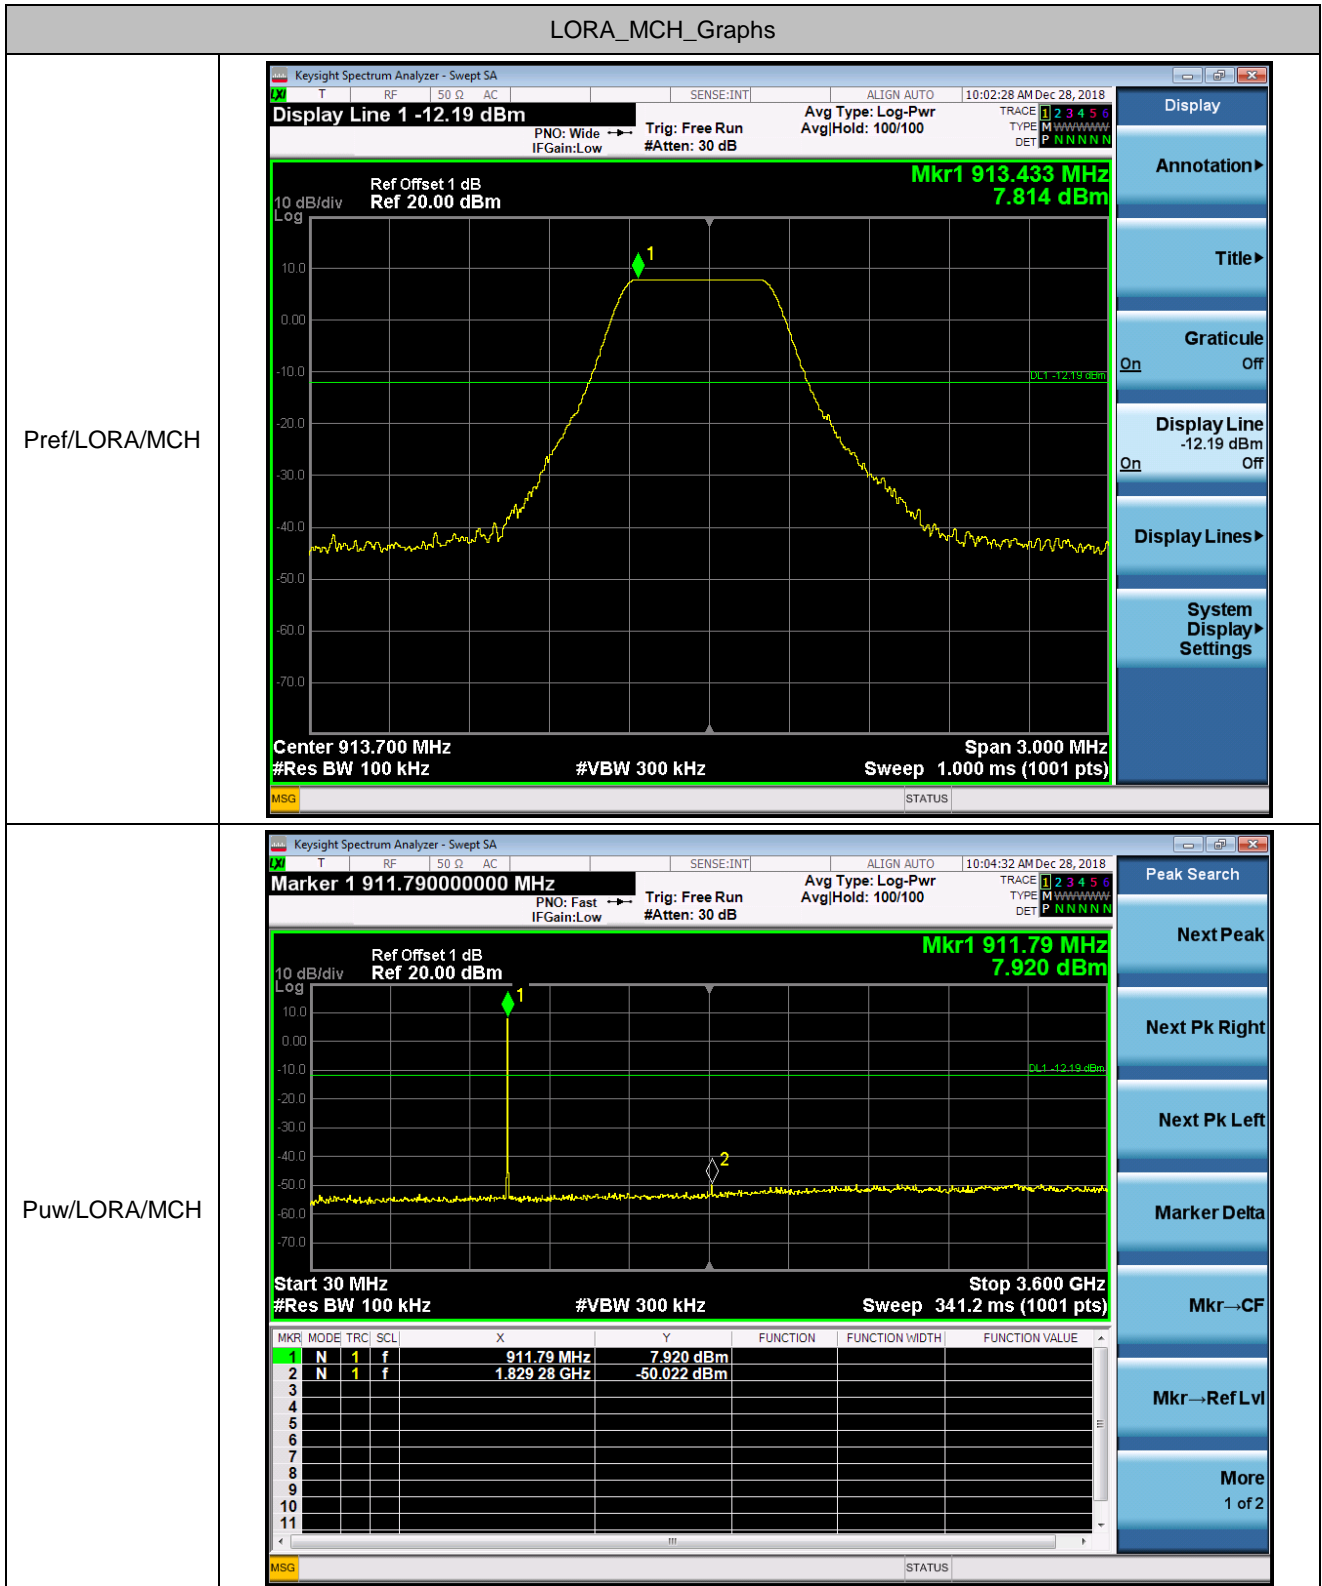 LORA_MCH_Graphs
Pref/LORA/MCH
Keysight Spectrum Analyzer - Swept SA
LXI T RF 50 Ω AC SENSE:INT ALIGN AUTO 10:02:28 AM Dec 28, 2018
Display Line 1 -12.19 dBm
PNO: Wide
IFGain:Low
Trig: Free Run
#Atten: 30 dB
Avg Type: Log-Pwr
Avg|Hold: 100/100
TRACE 1 2 3 4 5 6
TYPE M WWWWW
DET P N N N N N
Mkr1 913.433 MHz
7.814 dBm
Ref Offset 1 dB
10 dB/div Ref 20.00 dBm
Log
1
10.0
0.00
-10.0
DL1 -12.19 dBm
-20.0
-30.0
-40.0
-50.0
-60.0
-70.0
Center 913.700 MHz Span 3.000 MHz
#Res BW 100 kHz #VBW 300 kHz Sweep 1.000 ms (1001 pts)
MSG STATUS
Display
Annotation
Title
Graticule
On Off
Display Line
-12.19 dBm
On Off
Display Lines
System
Display
Settings
Puw/LORA/MCH
Keysight Spectrum Analyzer - Swept SA
LXI T RF 50 Ω AC SENSE:INT ALIGN AUTO 10:04:32 AM Dec 28, 2018
Marker 1 911.790000000 MHz
PNO: Fast
IFGain:Low
Trig: Free Run
#Atten: 30 dB
Avg Type: Log-Pwr
Avg|Hold: 100/100
TRACE 1 2 3 4 5 6
TYPE M WWWWW
DET P N N N N N
Mkr1 911.79 MHz
7.920 dBm
Ref Offset 1 dB
10 dB/div Ref 20.00 dBm
Log
1
10.0
0.00
-10.0
DL1 -12.19 dBm
-20.0
-30.0
-40.0
2
-50.0
-60.0
-70.0
Start 30 MHz Stop 3.600 GHz
#Res BW 100 kHz #VBW 300 kHz Sweep 341.2 ms (1001 pts)
MKR MODE TRC SCL X Y FUNCTION FUNCTION WIDTH FUNCTION VALUE
1 N 1 f 911.79 MHz 7.920 dBm
2 N 1 f 1.829 28 GHz -50.022 dBm
3
4
5
6
7
8
9
10
11
MSG STATUS
Peak Search
Next Peak
Next Pk Right
Next Pk Left
Marker Delta
Mkr→CF
Mkr→Ref Lvl
More
1 of 2